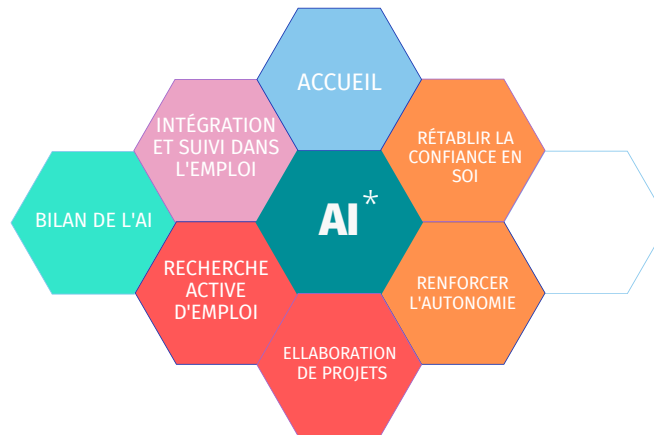 ACCUEIL
INTÉGRATION
ET SUIVI DANS
L'EMPLOI
RÉTABLIR LA
CONFIANCE EN
SOI
BILAN DE L'AI
AI*
RECHERCHE
ACTIVE
D'EMPLOI
RENFORCER
L'AUTONOMIE
ELLABORATION
DE PROJETS